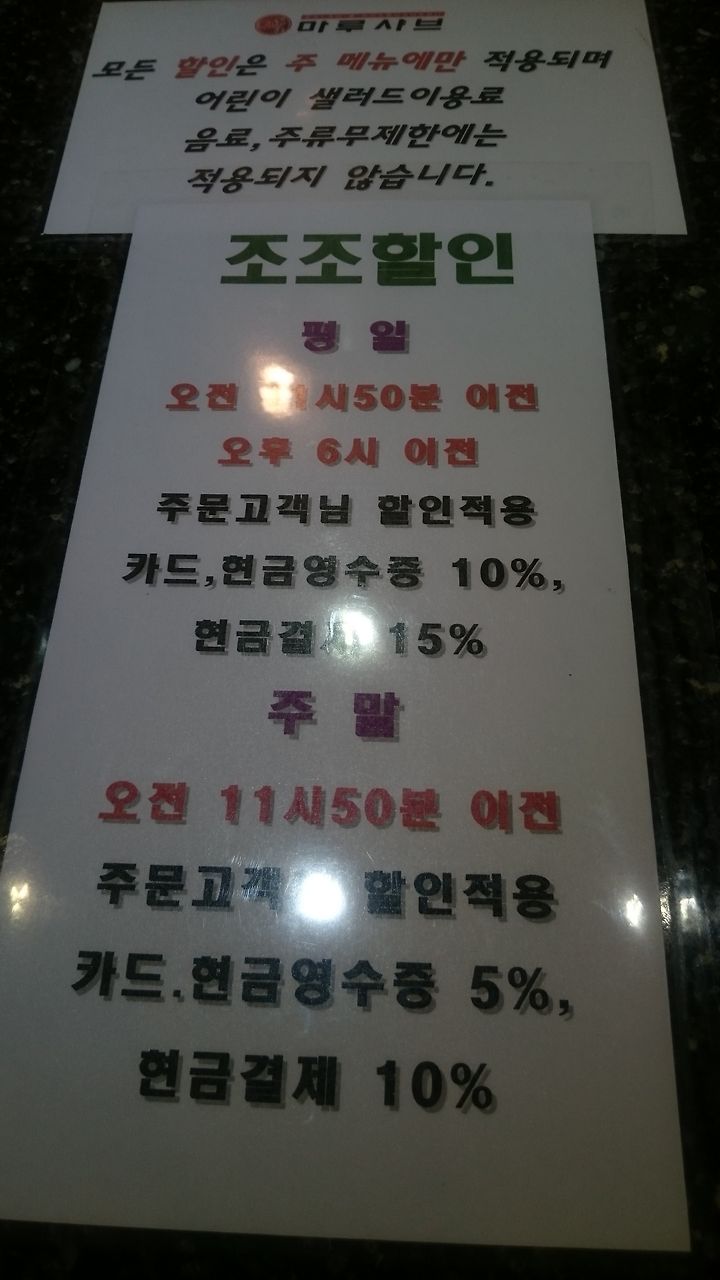 마루샤브
모든 할인은 주 메뉴에만 적용되며
어린이 샐러드이용료
음료,주류무제한에는
적용되지 않습니다.
조조할인
평 일
오전 11시50분 이전
오후 6시 이전
주문고객님 할인적용
카드,현금영수증 10%,
현금결제 15%
주 말
오전 11시50분 이전
주문고객님 할인적용
카드.현금영수증 5%,
현금결제 10%